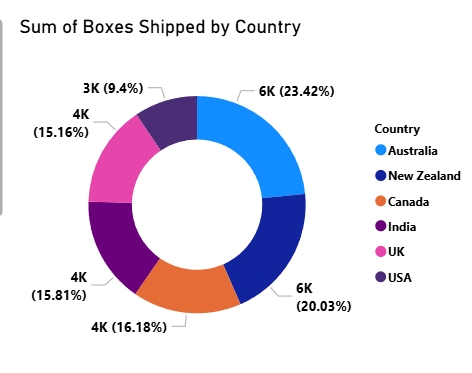 Sum of Boxes Shipped by Country
3K (9.4%)
6K (23.42%)
4K
(15.16%)
4K
(15.81%)
4K (16.18%)
6K
(20.03%)
Country
Australia
New Zealand
Canada
India
UK
USA